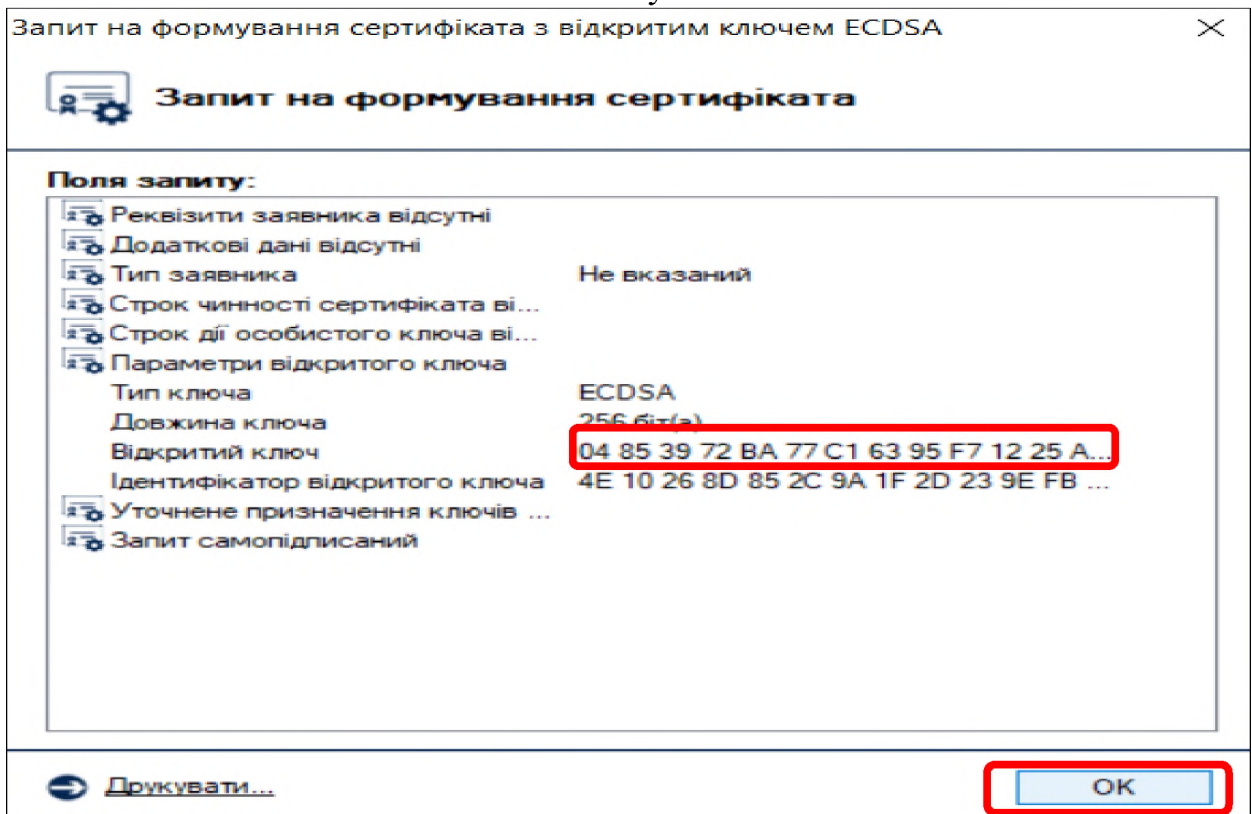 Запит на формування сертифіката з відкритим ключем ECDSA
Запит на формування сертифіката
Поля запиту:
Реквізити заявника відсутні
Додаткові дані відсутні
Тип заявника Не вказаний
Строк чинності сертифіката ві...
Строк дії особистого ключа ві...
Параметри відкритого ключа
Тип ключа ECDSA
Довжина ключа 256 біт(а)
Відкритий ключ 04 85 39 72 BA 77 C1 63 95 F7 12 25 A...
Ідентифікатор відкритого ключа 4E 10 26 8D 85 2C 9A 1F 2D 23 9E FB ...
Уточнене призначення ключів ...
Запит самопідписаний
Друкувати...
OK